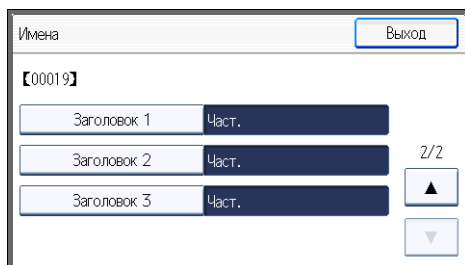 Имена Выход
【00019】
Заголовок 1 Част.
Заголовок 2 Част. 2/2
▲
Заголовок 3 Част.
▼